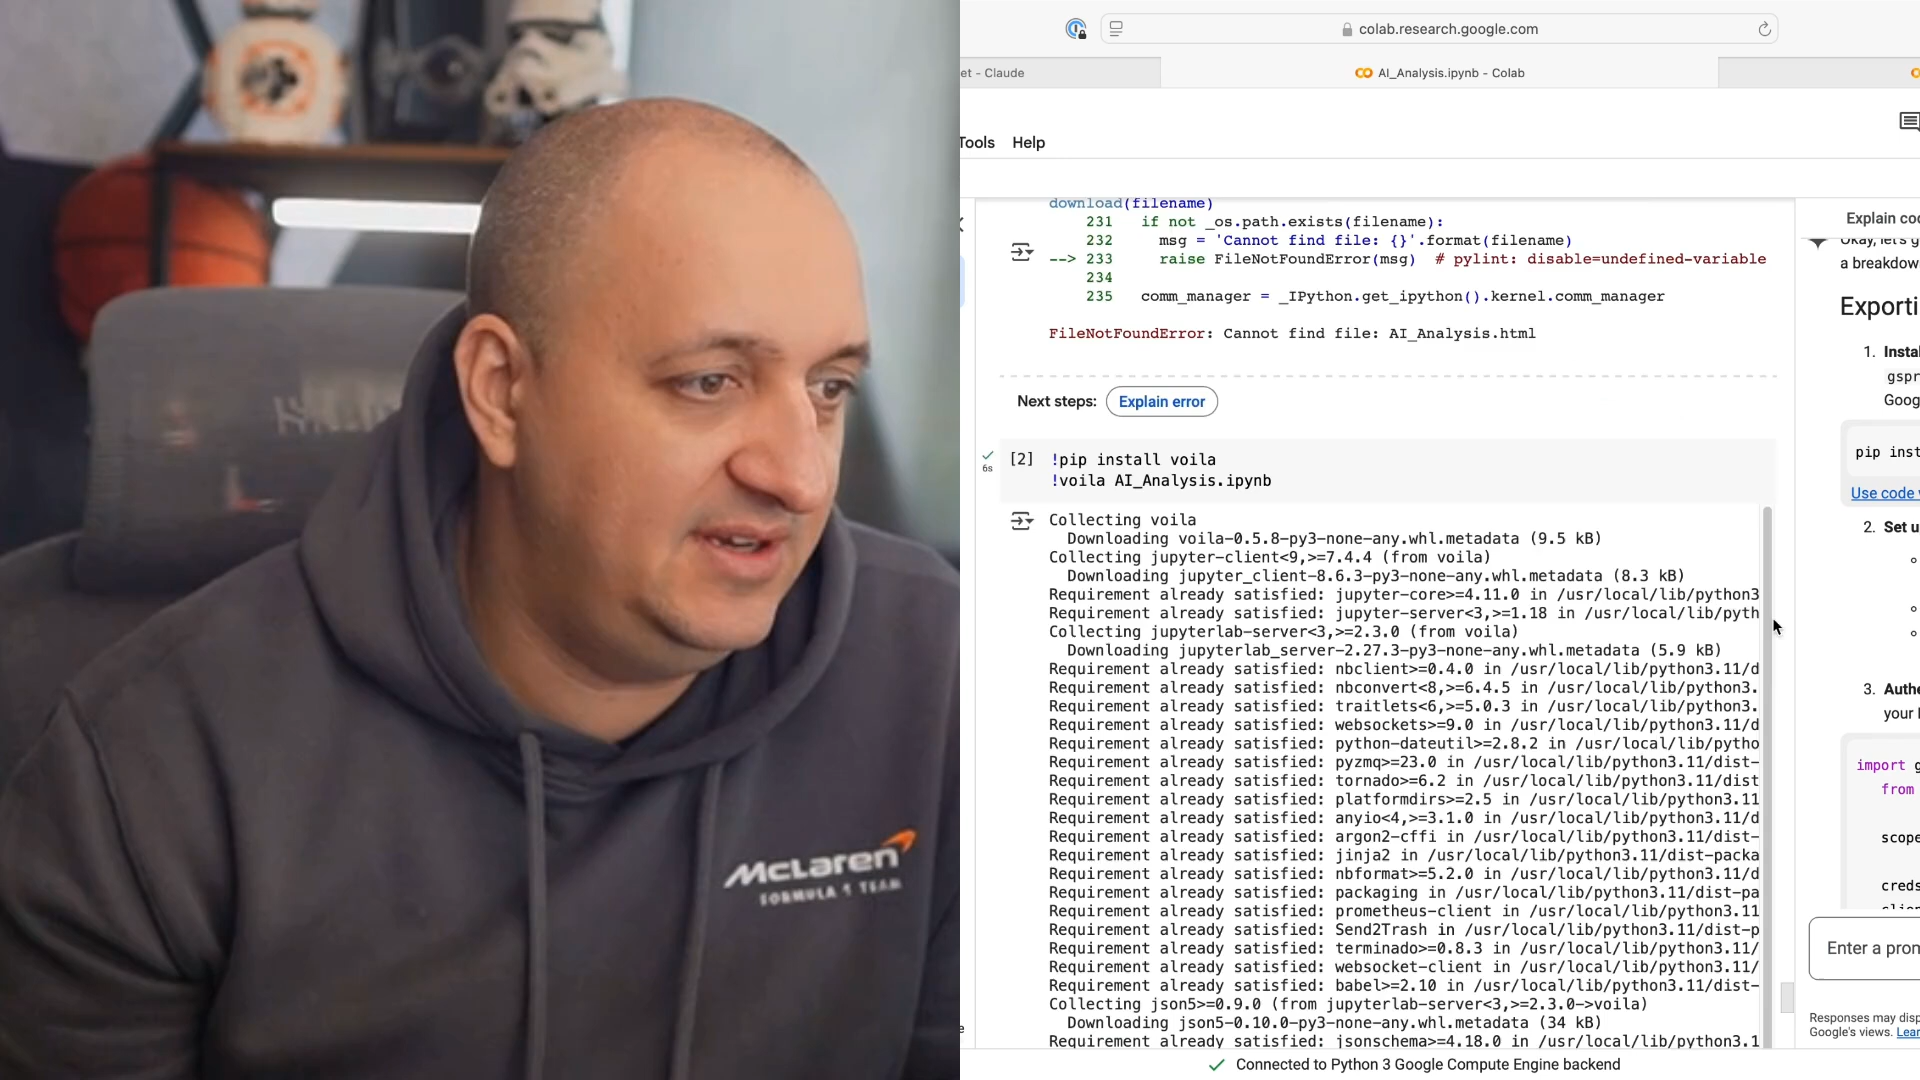 McLaren
FORMULA 1 TEAM
colab.research.google.com
et - Claude
AI_Analysis.ipynb - Colab
Tools Help
download(filename)
231 if not _os.path.exists(filename):
232 msg = 'Cannot find file: {}'.format(filename)
--> 233 raise FileNotFoundError(msg) # pylint: disable=undefined-variable
234
235 comm_manager = _IPython.get_ipython().kernel.comm_manager
FileNotFoundError: Cannot find file: AI_Analysis.html
Next steps: Explain error
6s
[2] !pip install voila
!voila AI_Analysis.ipynb
Collecting voila
Downloading voila-0.5.8-py3-none-any.whl.metadata (9.5 kB)
Collecting jupyter-client<9,>=7.4.4 (from voila)
Downloading jupyter_client-8.6.3-py3-none-any.whl.metadata (8.3 kB)
Requirement already satisfied: jupyter-core>=4.11.0 in /usr/local/lib/python3
Requirement already satisfied: jupyter-server<3,>=1.18 in /usr/local/lib/pyth
Collecting jupyterlab-server<3,>=2.3.0 (from voila)
Downloading jupyterlab_server-2.27.3-py3-none-any.whl.metadata (5.9 kB)
Requirement already satisfied: nbclient>=0.4.0 in /usr/local/lib/python3.11/d
Requirement already satisfied: nbconvert<8,>=6.4.5 in /usr/local/lib/python3.
Requirement already satisfied: traitlets<6,>=5.0.3 in /usr/local/lib/python3.
Requirement already satisfied: websockets>=9.0 in /usr/local/lib/python3.11/d
Requirement already satisfied: python-dateutil>=2.8.2 in /usr/local/lib/pytho
Requirement already satisfied: pyzmq>=23.0 in /usr/local/lib/python3.11/dist-
Requirement already satisfied: tornado>=6.2 in /usr/local/lib/python3.11/dist
Requirement already satisfied: platformdirs>=2.5 in /usr/local/lib/python3.11
Requirement already satisfied: anyio<4,>=3.1.0 in /usr/local/lib/python3.11/d
Requirement already satisfied: argon2-cffi in /usr/local/lib/python3.11/dist-
Requirement already satisfied: jinja2 in /usr/local/lib/python3.11/dist-packa
Requirement already satisfied: nbformat>=5.2.0 in /usr/local/lib/python3.11/d
Requirement already satisfied: packaging in /usr/local/lib/python3.11/dist-pa
Requirement already satisfied: prometheus-client in /usr/local/lib/python3.11
Requirement already satisfied: Send2Trash in /usr/local/lib/python3.11/dist-p
Requirement already satisfied: terminado>=0.8.3 in /usr/local/lib/python3.11/
Requirement already satisfied: websocket-client in /usr/local/lib/python3.11/
Requirement already satisfied: babel>=2.10 in /usr/local/lib/python3.11/dist-
Collecting json5>=0.9.0 (from jupyterlab-server<3,>=2.3.0->voila)
Downloading json5-0.10.0-py3-none-any.whl.metadata (34 kB)
Requirement already satisfied: jsonschema>=4.18.0 in /usr/local/lib/python3.1
Connected to Python 3 Google Compute Engine backend
Explain coc
Okay, let's g
a breakdow
Exporti
1. Instal
gspr
Goog
pip inst
Use code w
2. Set u
3. Authe
your
import g
from
scope
creds
Enter a pron
Responses may disp
Google's views. Lear